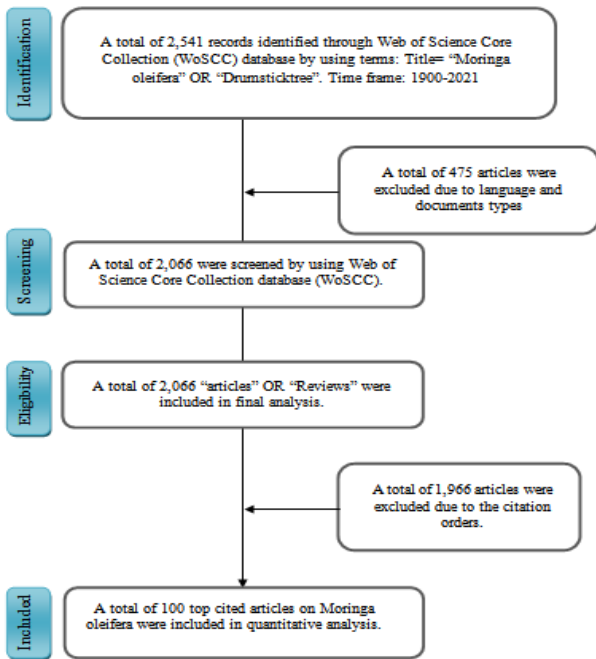 Identification
A total of 2,541 records identified through Web of Science Core
Collection (WoSCC) database by using terms: Title= “Moringa
oleifera” OR “Drumsticktree”. Time frame: 1900-2021
A total of 475 articles were
excluded due to language and
documents types
Screening
A total of 2,066 were screened by using Web of
Science Core Collection database (WoSCC).
Eligibility
A total of 2,066 “articles” OR “Reviews” were
included in final analysis.
A total of 1,966 articles were
excluded due to the citation
orders.
Included
A total of 100 top cited articles on Moringa
oleifera were included in quantitative analysis.